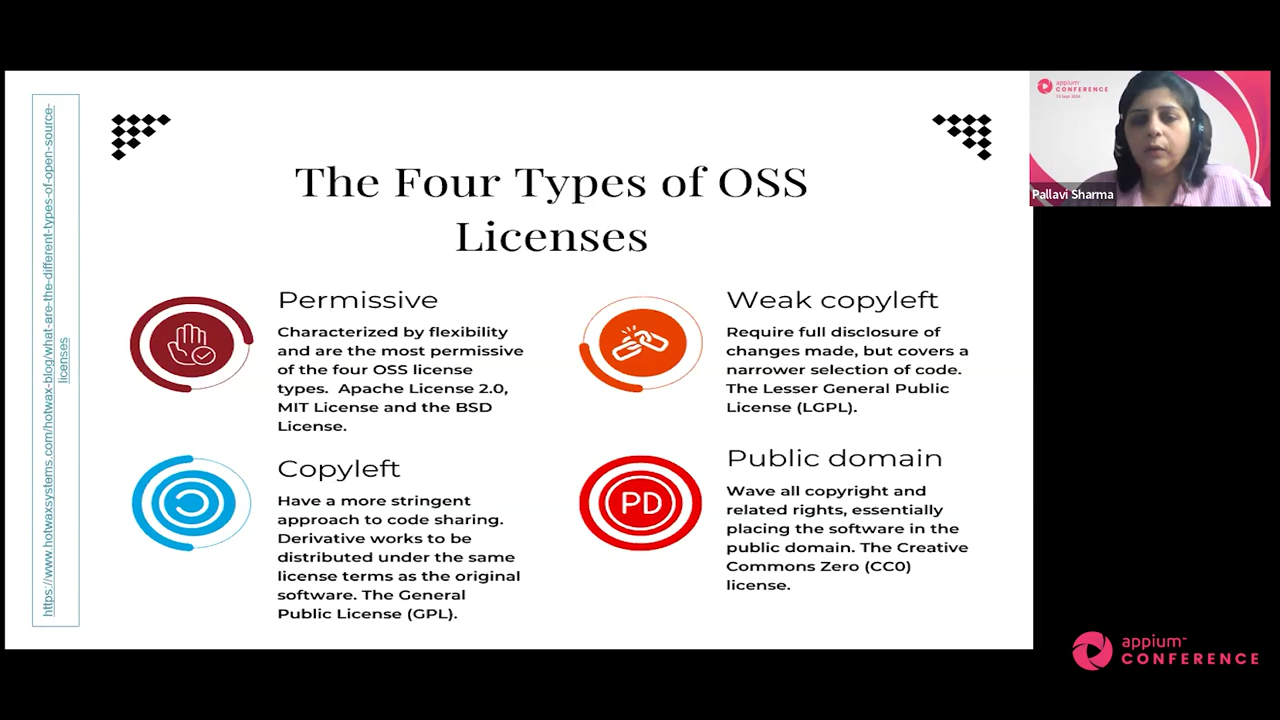 https://www.hotwaxsystems.com/hotwax-blog/what-are-the-different-types-of-open-source-
licenses
The Four Types of OSS
Licenses
Permissive
Characterized by flexibility
and are the most permissive
of the four OSS license
types. Apache License 2.0,
MIT License and the BSD
License.
Weak copyleft
Require full disclosure of
changes made, but covers a
narrower selection of code.
The Lesser General Public
License (LGPL).
Copyleft
Have a more stringent
approach to code sharing.
Derivative works to be
distributed under the same
license terms as the original
software. The General
Public License (GPL).
PD
Public domain
Wave all copyright and
related rights, essentially
placing the software in the
public domain. The Creative
Commons Zero (CC0)
license.
appium
CONFERENCE
Pallavi Sharma
appium
CONFERENCE